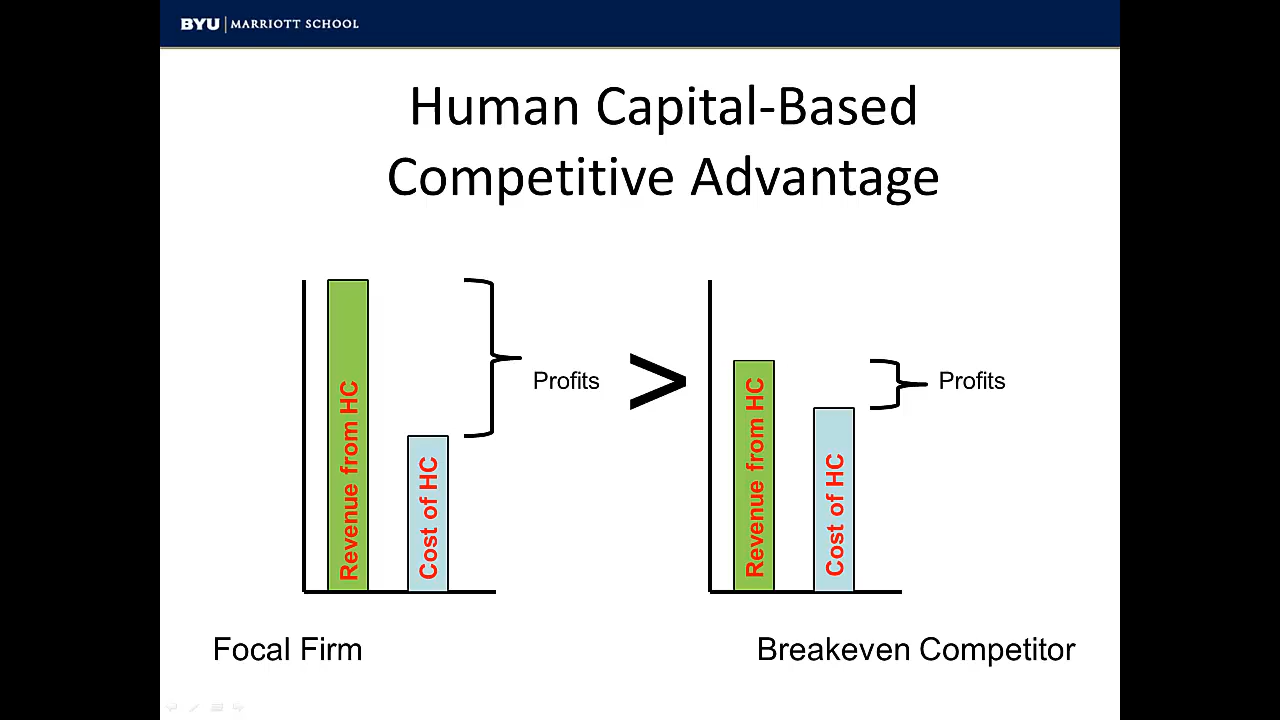 BYU | MARRIOTT SCHOOL
Human Capital-Based
Competitive Advantage
Revenue from HC
Cost of HC
Profits
>
Revenue from HC
Cost of HC
Profits
Focal Firm
Breakeven Competitor